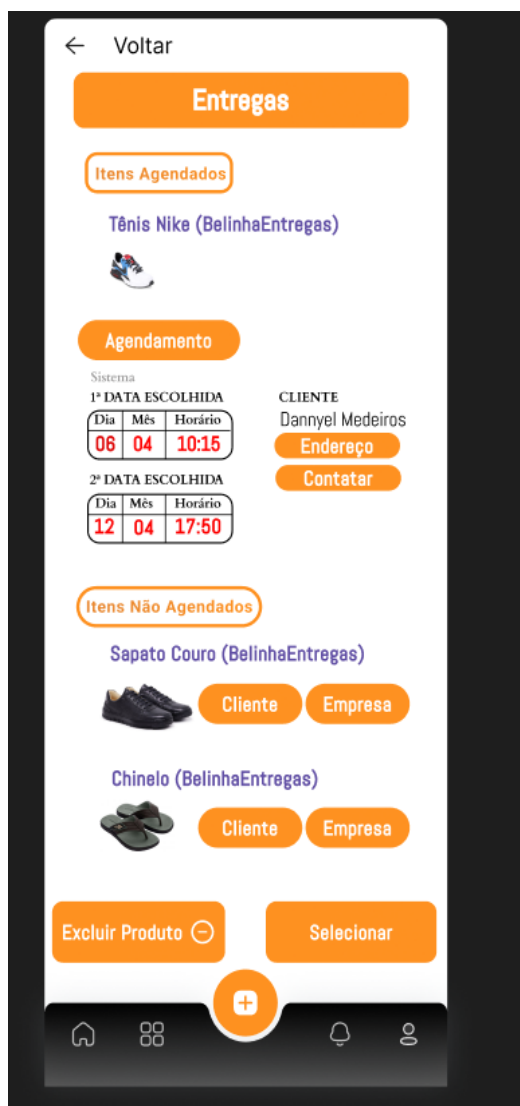 Voltar
Entregas
Itens Agendados
Tênis Nike (BelinhaEntregas)
Agendamento
Sistema
1ª DATA ESCOLHIDA
Dia Mês Horário
06 04 10:15
2ª DATA ESCOLHIDA
Dia Mês Horário
12 04 17:50
CLIENTE
Dannyel Medeiros
Endereço
Contatar
Itens Não Agendados
Sapato Couro (BelinhaEntregas)
Cliente Empresa
Chinelo (BelinhaEntregas)
Cliente Empresa
Excluir Produto Selecionar